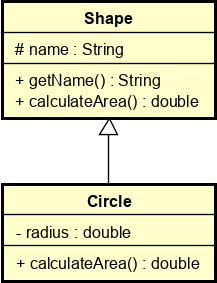 Shape
# name : String
+ getName() : String
+ calculateArea() : double
Circle
- radius : double
+ calculateArea() : double